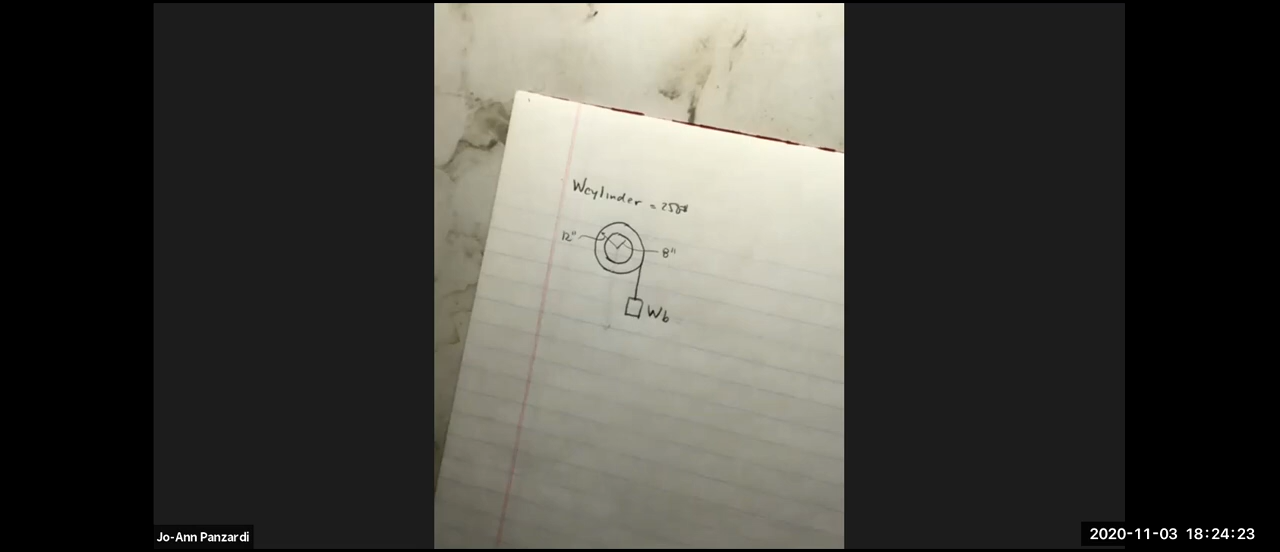 Wcylinder = 250#
12"
8"
Wb
Jo-Ann Panzardi
2020-11-03 18:24:23